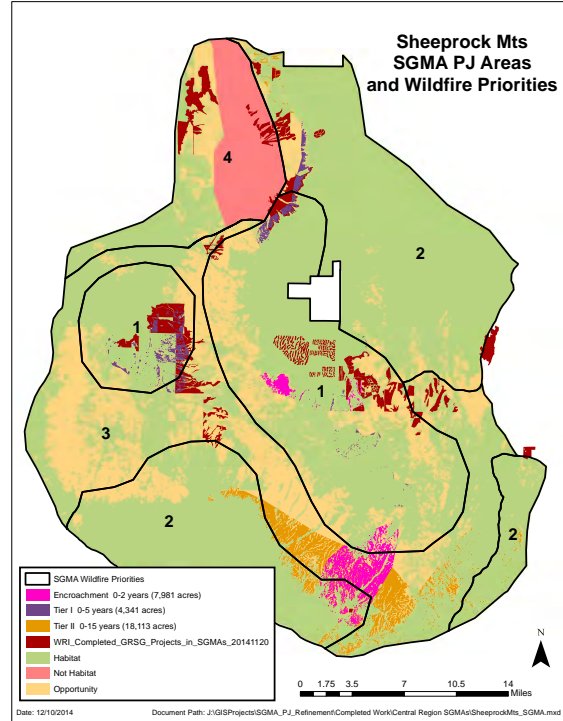 Sheeprock Mts
SGMA PJ Areas
and Wildfire Priorities
4
2
1
1
3
2
2
SGMA Wildfire Priorities
Encroachment 0-2 years (7,981 acres)
Tier I 0-5 years (4,341 acres)
Tier II 0-15 years (18,113 acres)
WRI_Completed_GRSG_Projects_in_SGMAs_20141120
Habitat
Not Habitat
Opportunity
N
0 1.75 3.5 7 10.5 14
Miles
Date: 12/10/2014 Document Path: J:\GISProjects\SGMA_PJ_Refinement\Completed Work\Central Region SGMAs\SheeprockMts_SGMA.mxd